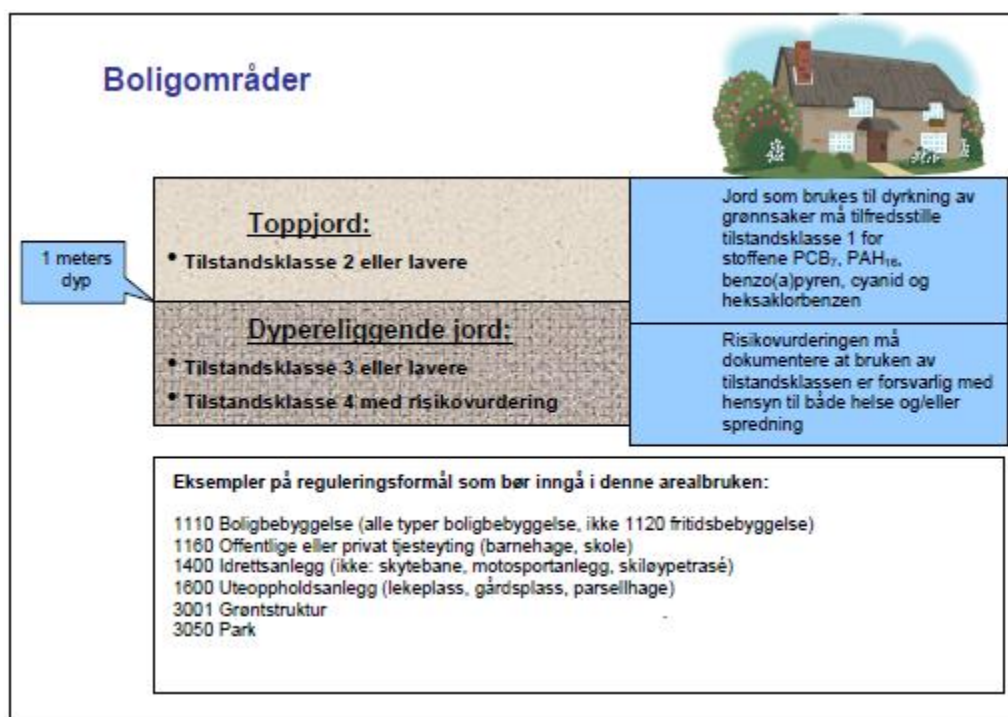 Boligområder
Toppjord:
• Tilstandsklasse 2 eller lavere
Jord som brukes til dyrkning av
grønnsaker må tilfredsstille
tilstandsklasse 1 for
stoffene PCB₇, PAH₁₆,
benzo(a)pyren, cyanid og
heksaklorbenzen
1 meters
dyp
Dypereliggende jord:
• Tilstandsklasse 3 eller lavere
• Tilstandsklasse 4 med risikovurdering
Risikovurderingen må
dokumentere at bruken av
tilstandsklassen er forsvarlig med
hensyn til både helse og/eller
spredning
Eksempler på reguleringsformål som bør inngå i denne arealbruken:
1110 Boligbebyggelse (alle typer boligbebyggelse, ikke 1120 fritidsbebyggelse)
1160 Offentlige eller privat tjesteyting (barnehage, skole)
1400 Idrettsanlegg (ikke: skytebane, motosportanlegg, skiløypetrasé)
1600 Uteoppholdsanlegg (lekeplass, gårdsplass, parsellhage)
3001 Grøntstruktur
3050 Park